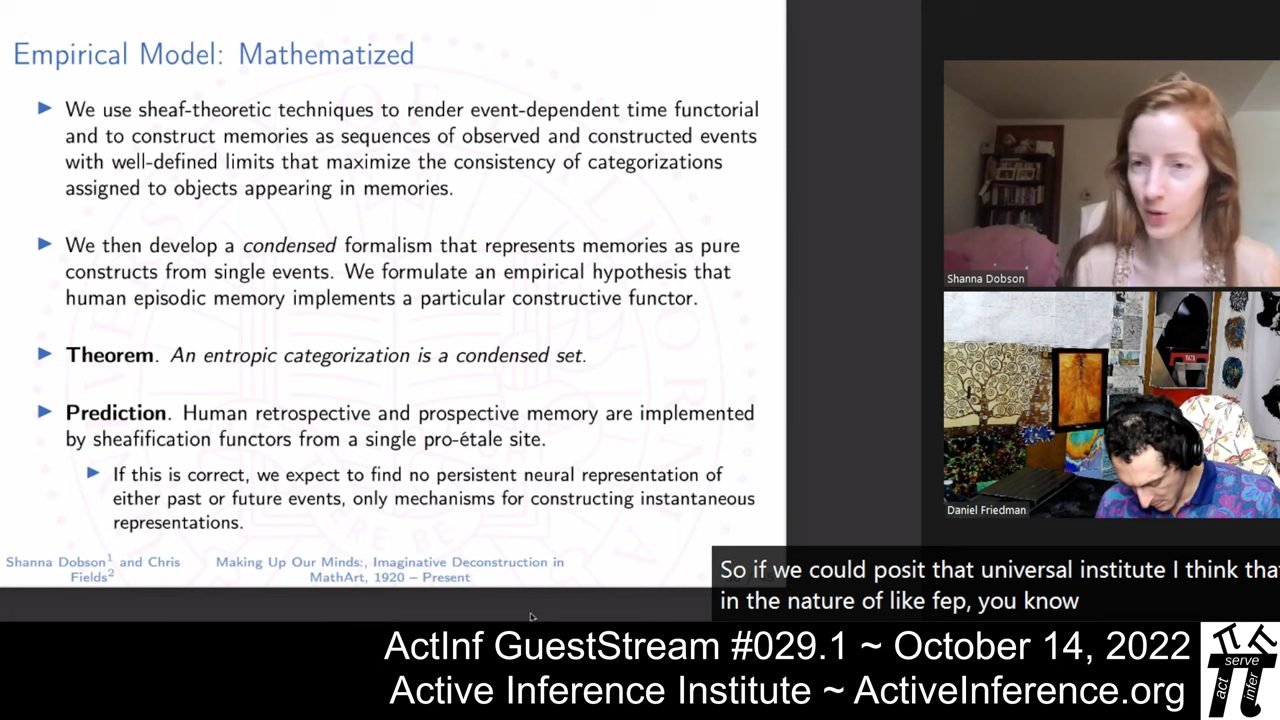 Empirical Model: Mathematized
We use sheaf-theoretic techniques to render event-dependent time functorial
and to construct memories as sequences of observed and constructed events
with well-defined limits that maximize the consistency of categorizations
assigned to objects appearing in memories.
We then develop a condensed formalism that represents memories as pure
constructs from single events. We formulate an empirical hypothesis that
human episodic memory implements a particular constructive functor.
Theorem. An entropic categorization is a condensed set.
Prediction. Human retrospective and prospective memory are implemented
by sheafification functors from a single pro-étale site.
If this is correct, we expect to find no persistent neural representation of
either past or future events, only mechanisms for constructing instantaneous
representations.
Shanna Dobson¹ and Chris
Fields²
Making Up Our Minds:, Imaginative Deconstruction in
MathArt, 1920 – Present
Shanna Dobson
Daniel Friedman
So if we could posit that universal institute I think tha
in the nature of like fep, you know
ActInf GuestStream #029.1 ~ October 14, 2022
Active Inference Institute ~ ActiveInference.org
serve
act
infer